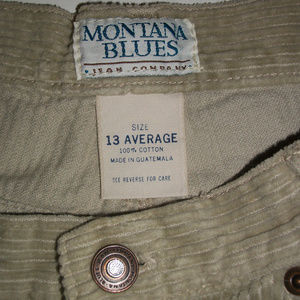 MONTANA
BLUES
JEAN COMPANY
SIZE
13 AVERAGE
100% COTTON
MADE IN GUATEMALA
SEE REVERSE FOR CARE